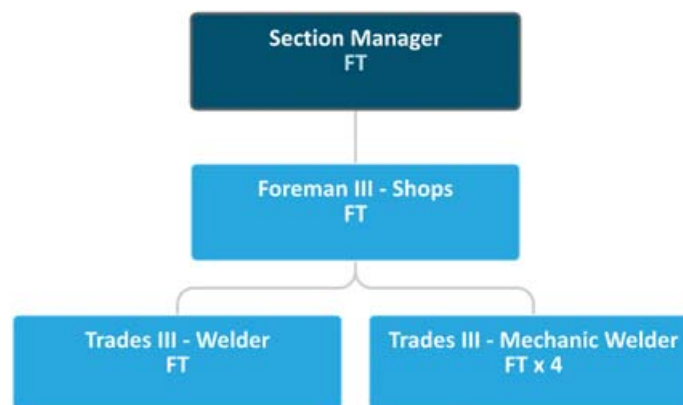 Section Manager
FT
Foreman III - Shops
FT
Trades III - Welder
FT
Trades III - Mechanic Welder
FT x 4